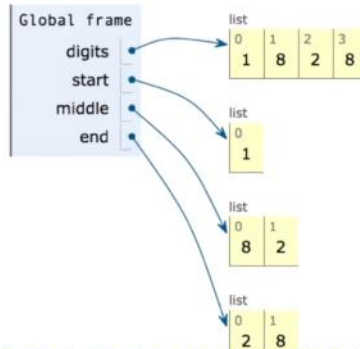 Global frame
digits
start
middle
end
list
0 1 2 3
1 8 2 8
list
0
1
list
0 1
8 2
list
0 1
2 8